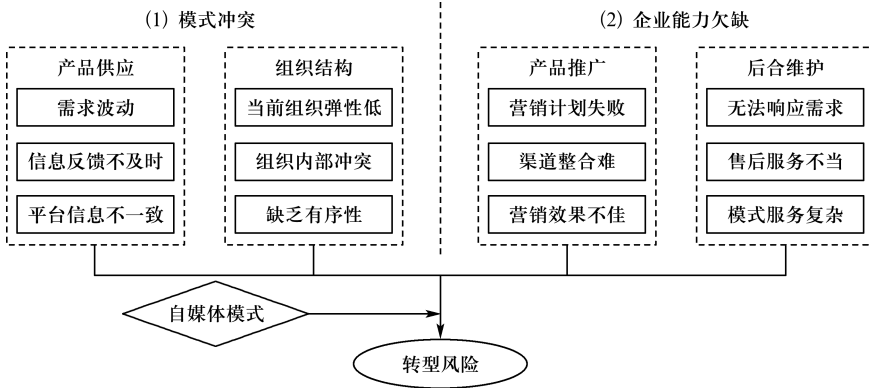 (1) 模式冲突
(2) 企业能力欠缺
产品供应
需求波动
信息反馈不及时
平台信息不一致
组织结构
当前组织弹性低
组织内部冲突
缺乏有序性
产品推广
营销计划失败
渠道整合难
营销效果不佳
后合维护
无法响应需求
售后服务不当
模式服务复杂
自媒体模式
转型风险